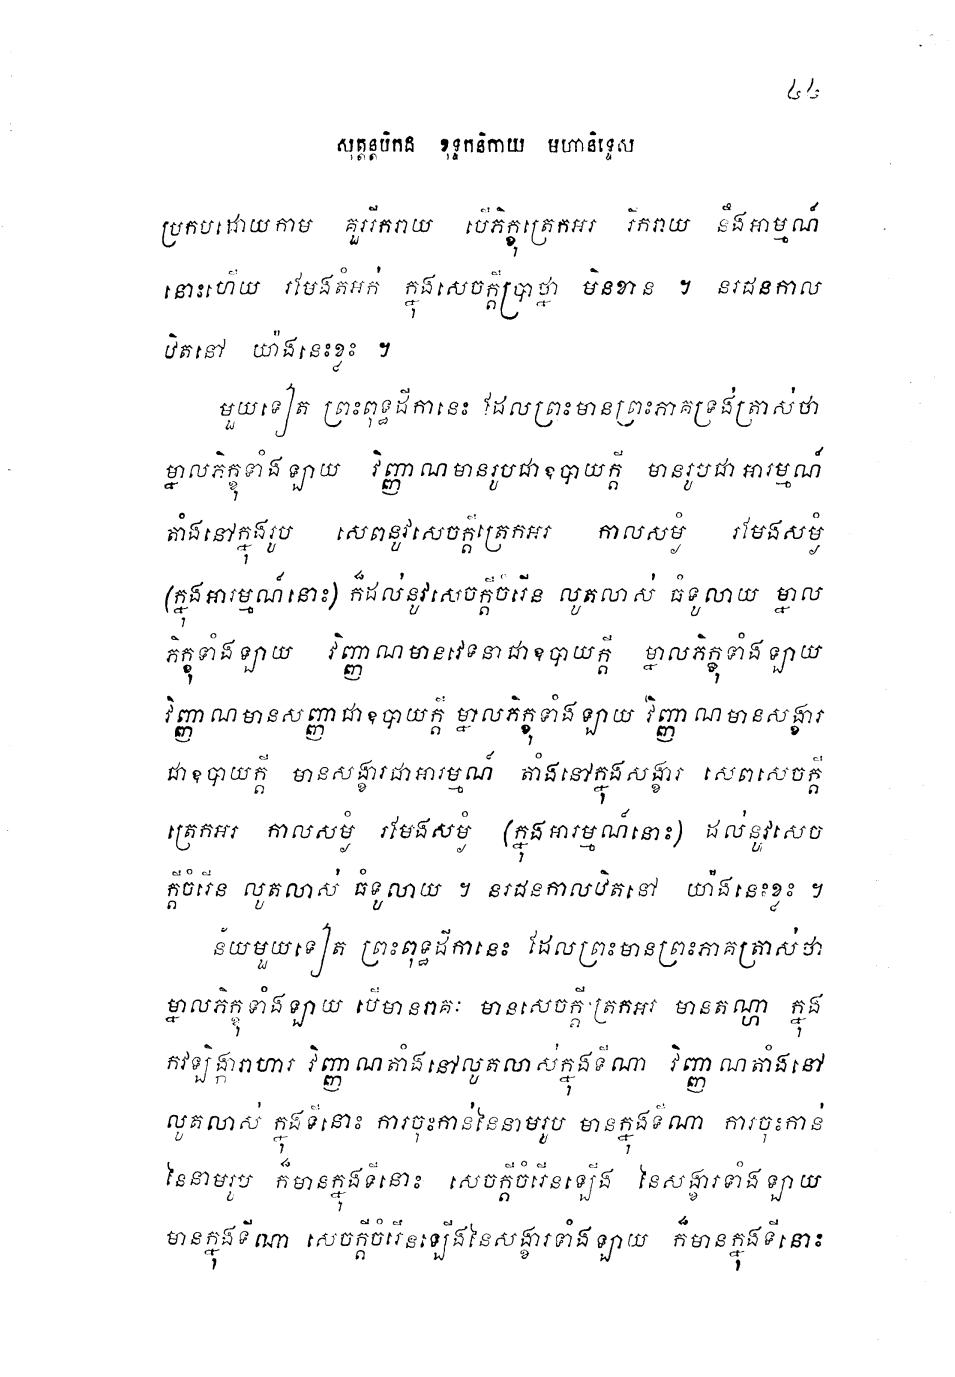 ៤៤
សុត្តន្តបិកដ ខុទ្ទកនិកាយ មហានិទ្ទេស
ប្រកបដោយកាម គួររីករាយ បើភិក្ខុត្រេកអរ រីករាយ នឹងអារម្មណ៍
នោះហើយ រមែងតំអក់ ក្នុងសេចក្តីប្រាថ្នា មិនខាន ។ នរជនកាល
ឋិតនៅ យ៉ាងនេះខ្លះ ។
មួយទៀត ព្រះពុទ្ធដីកានេះ ដែលព្រះមានព្រះភាគទ្រង់ត្រាស់ថា
ម្នាលភិក្ខុទាំងឡាយ វិញ្ញាណមានរូបជាឧបាយក្តី មានរូបជាអារម្មណ៍
តាំងនៅក្នុងរូប សេពនូវសេចក្តីត្រេកអរ កាលសម្ងំ រមែងសម្ងំ
(ក្នុងអារម្មណ៍នោះ) ក៏ដល់នូវសេចក្តីចំរើន លូតលាស់ ធំទូលាយ ម្នាល
ភិក្ខុទាំងឡាយ វិញ្ញាណមានវេទនាជាឧបាយក្តី ម្នាលភិក្ខុទាំងឡាយ
វិញ្ញាណមានសញ្ញាជាឧបាយក្តី ម្នាលភិក្ខុទាំងឡាយ វិញ្ញាណមានសង្ខារ
ជាឧបាយក្តី មានសង្ខារជាអារម្មណ៍ តាំងនៅក្នុងសង្ខារ សេពសេចក្តី
ត្រេកអរ កាលសម្ងំ រមែងសម្ងំ (ក្នុងអារម្មណ៍នោះ) ដល់នូវសេច
ក្តីចំរើន លូតលាស់ ធំទូលាយ ។ នរជនកាលឋិតនៅ យ៉ាងនេះខ្លះ ។
ន័យមួយទៀត ព្រះពុទ្ធដីកានេះ ដែលព្រះមានព្រះភាគត្រាស់ថា
ម្នាលភិក្ខុទាំងឡាយ បើមានរាគៈ មានសេចក្តីត្រេកអរ មានតណ្ហា ក្នុង
កវឡិង្ការាហារ វិញ្ញាណតាំងនៅលូតលាស់ក្នុងទីណា វិញ្ញាណតាំងនៅ
លូតលាស់ ក្នុងទីនោះ ការចុះកាន់នៃនាមរូប មានក្នុងទីណា ការចុះកាន់
នៃនាមរូប ក៏មានក្នុងទីនោះ សេចក្តីចំរើនឡើង នៃសង្ខារទាំងឡាយ
មានក្នុងទីណា សេចក្តីចំរើនឡើងនៃសង្ខារទាំងឡាយ ក៏មានក្នុងទីនោះ